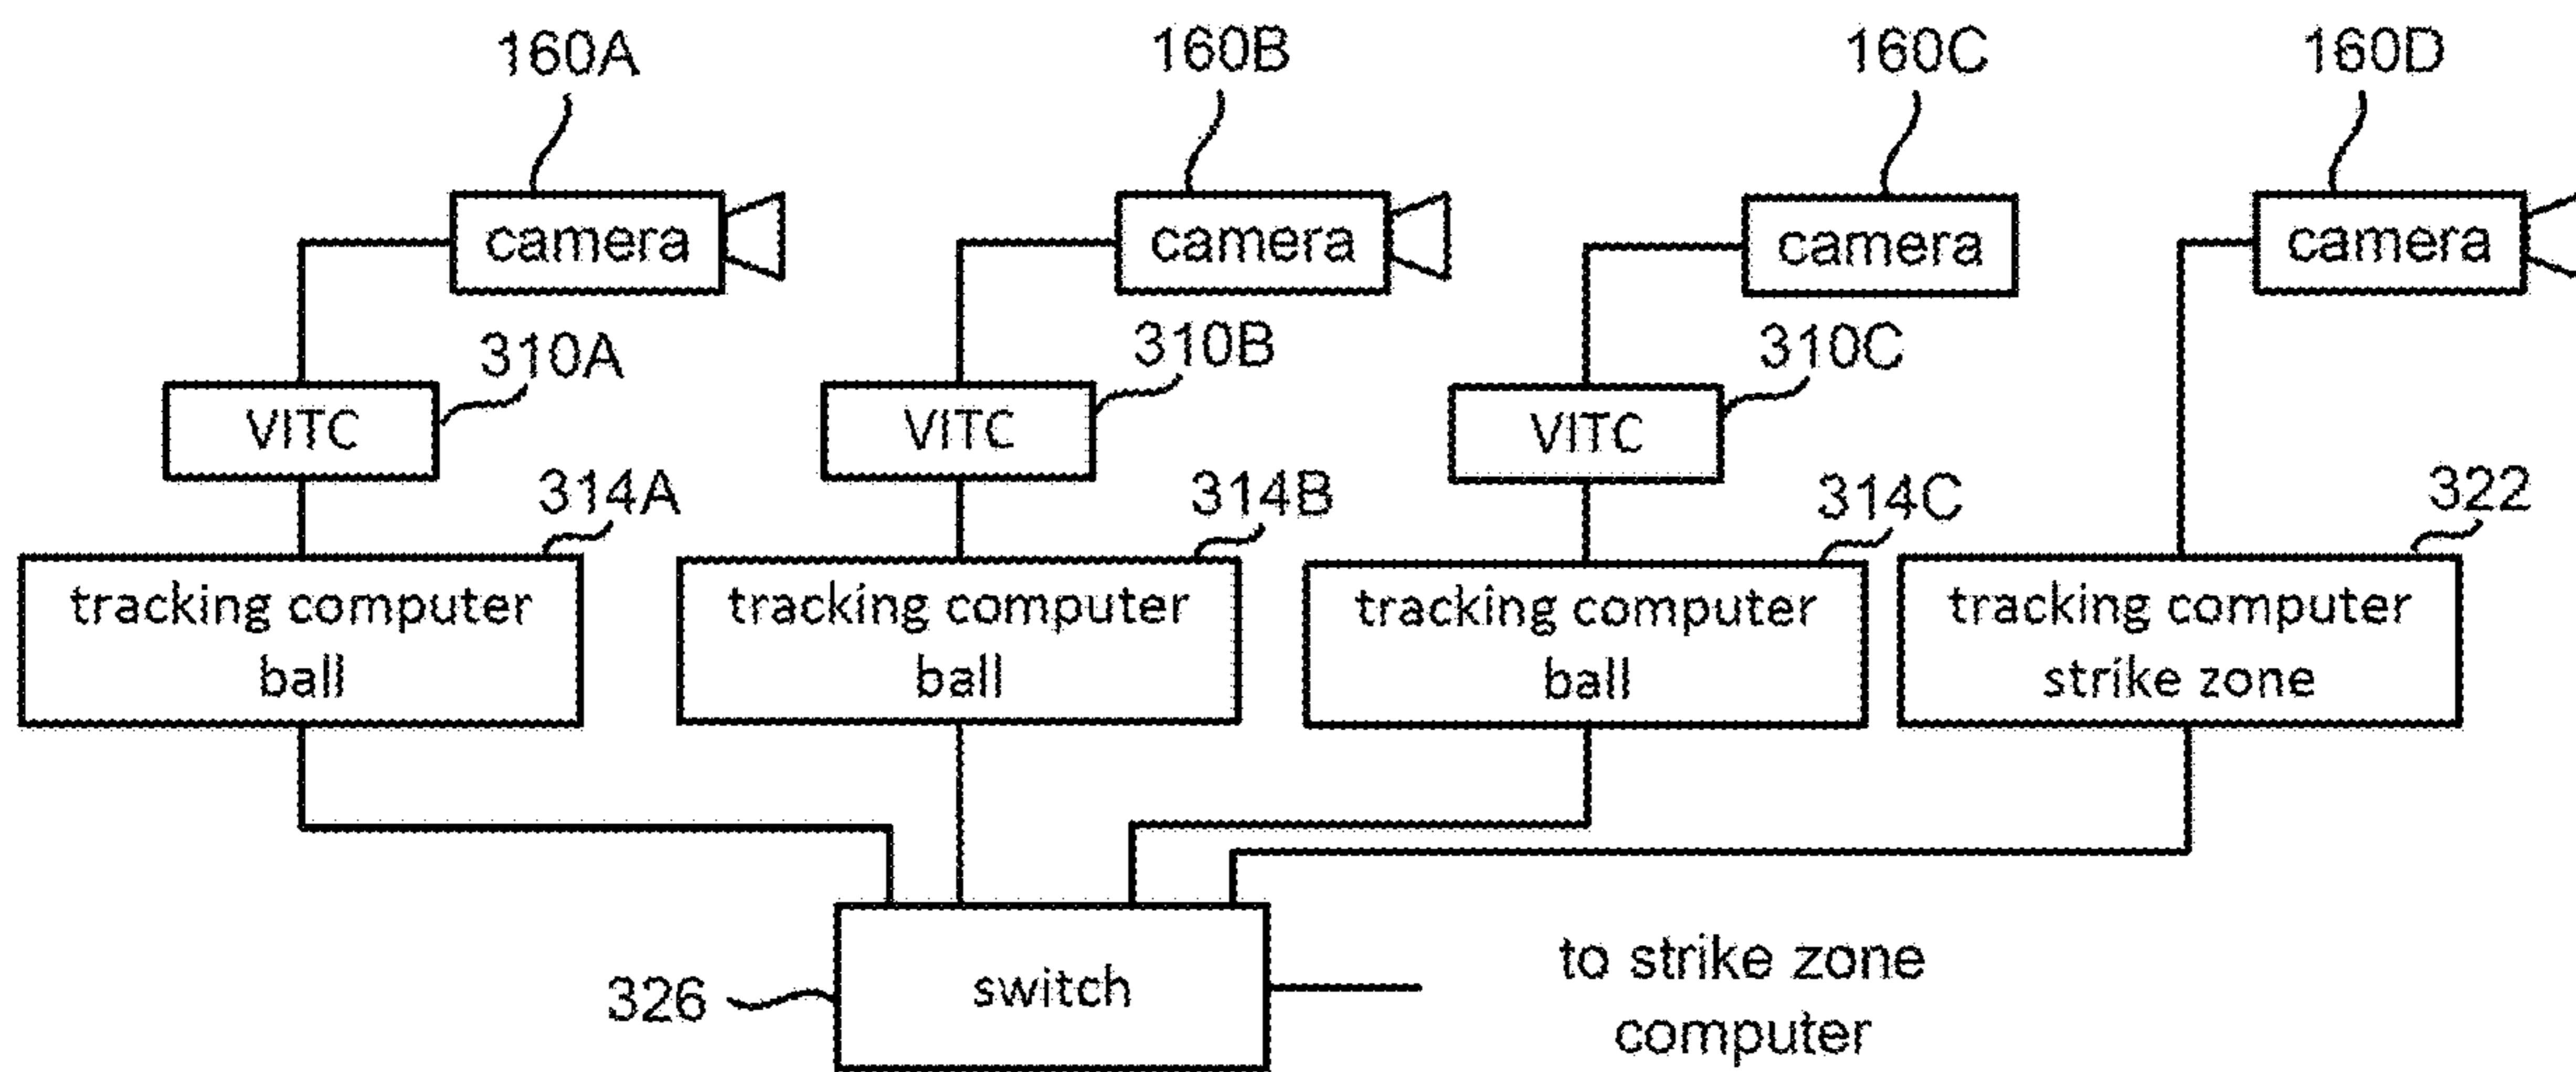 160A
160B
160C
160D
camera
camera
camera
camera
310A
310B
310C
VITC
VITC
VITC
314A
314B
314C
322
tracking computer
ball
tracking computer
ball
tracking computer
ball
tracking computer
strike zone
326
switch
to strike zone
computer